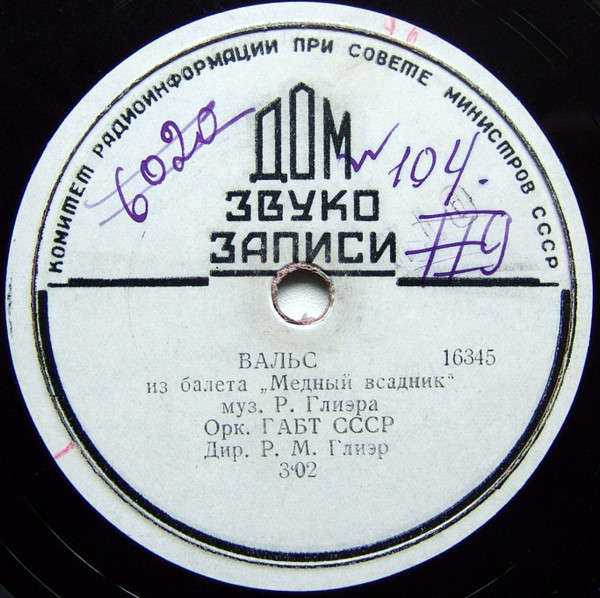 КОМИТЕТ РАДИОИНФОРМАЦИИ ПРИ СОВЕТЕ МИНИСТРОВ СССР
6020
ДОМ
№ 104.
ЗВУКО
ЗАПИСИ
ВАЛЬС 16345
из балета „Медный всадник“
муз. Р. Глиэра
Орк. ГАБТ СССР
Дир. Р. М. Глиэр
3'02